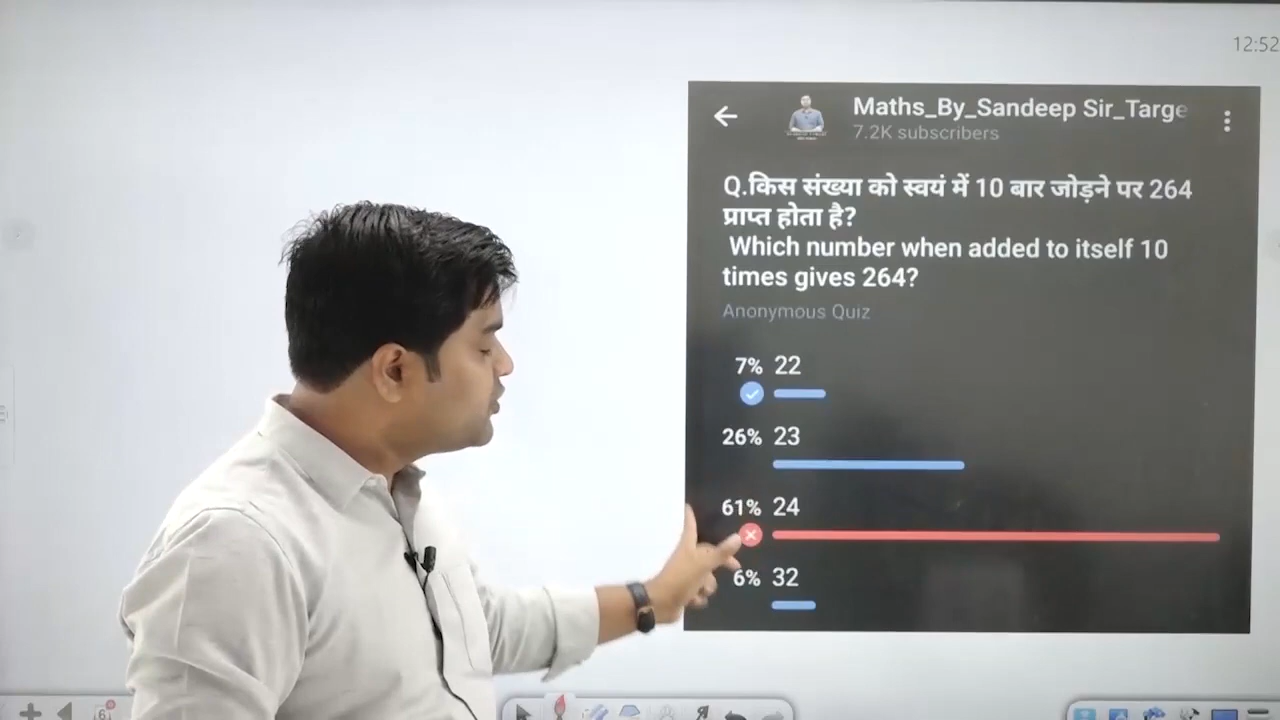 12:52
Maths_By_Sandeep Sir_Targe
7.2K subscribers
Q.किस संख्या को स्वयं में 10 बार जोड़ने पर 264
प्राप्त होता है?
Which number when added to itself 10
times gives 264?
Anonymous Quiz
7% 22
26% 23
61% 24
6% 32